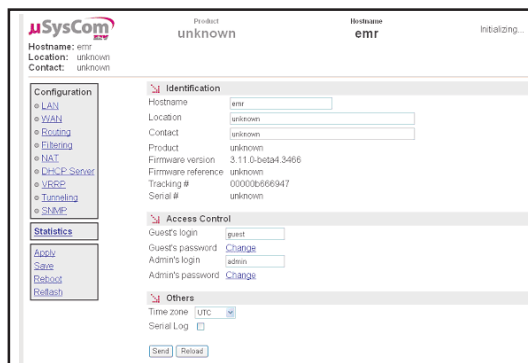 µSysCom
Product
unknown
Hostname
emr
Initializing...
Hostname: emr
Location: unknown
Contact: unknown
Configuration
LAN
WAN
Routing
Filtering
NAT
DHCP Server
VRRP
Tunneling
SNMP
Statistics
Apply
Save
Reboot
Reflash
Identification
Hostname emr
Location unknown
Contact unknown
Product unknown
Firmware version 3.11.0-beta4.3466
Firmware reference unknown
Tracking # 00000b666947
Serial # unknown
Access Control
Guest's login guest
Guest's password Change
Admin's login admin
Admin's password Change
Others
Time zone UTC
Serial Log
Send Reload